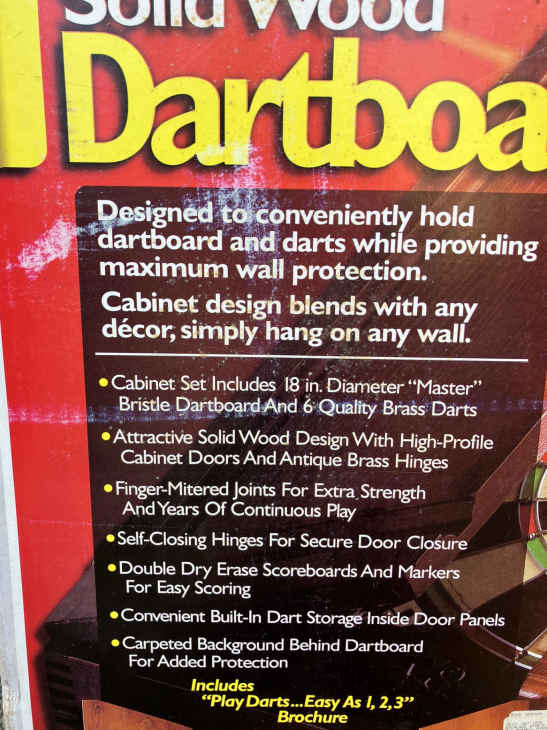 Solid Wood
Dartboa
Designed to conveniently hold
dartboard and darts while providing
maximum wall protection.
Cabinet design blends with any
décor, simply hang on any wall.
• Cabinet Set Includes 18 in. Diameter “Master”
Bristle Dartboard And 6 Quality Brass Darts
• Attractive Solid Wood Design With High-Profile
Cabinet Doors And Antique Brass Hinges
• Finger-Mitered Joints For Extra Strength
And Years Of Continuous Play
• Self-Closing Hinges For Secure Door Closure
• Double Dry Erase Scoreboards And Markers
For Easy Scoring
• Convenient Built-In Dart Storage Inside Door Panels
• Carpeted Background Behind Dartboard
For Added Protection
Includes
“Play Darts...Easy As 1, 2, 3”
Brochure